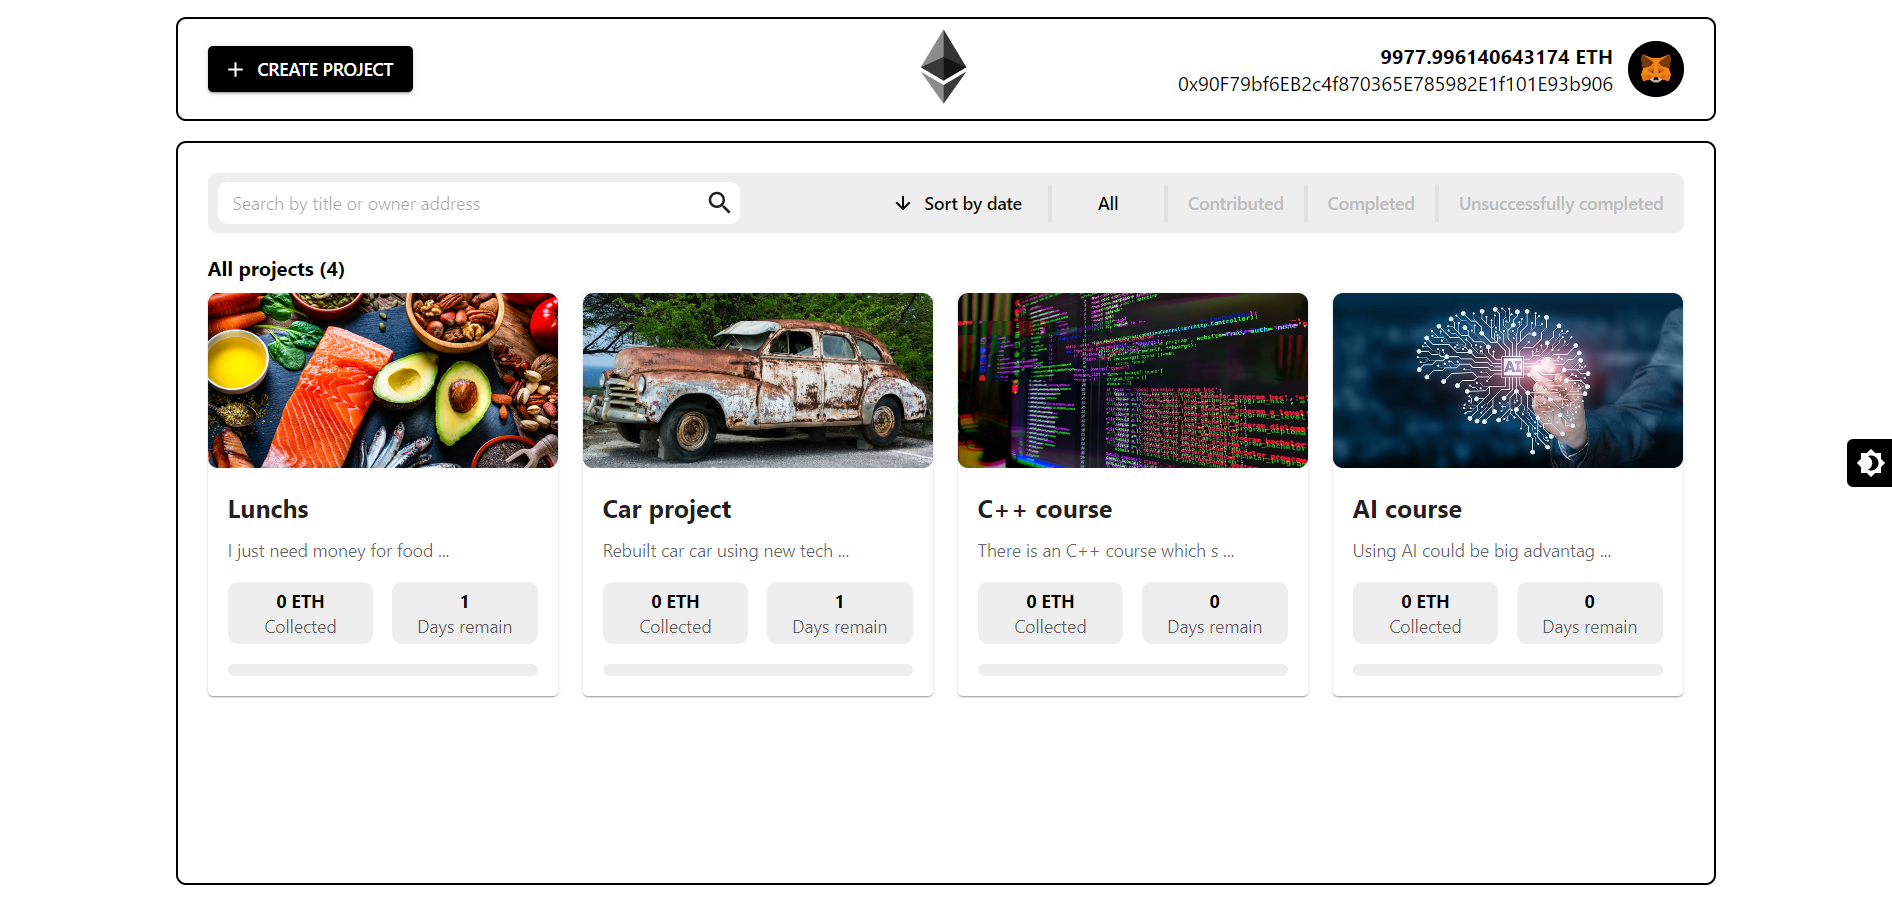 CREATE PROJECT
9977.996140643174 ETH
0x90F79bf6EB2c4f870365E785982E1f101E93b906
Search by title or owner address
Sort by date
All
Contributed
Completed
Unsuccessfully completed
All projects (4)
AI
Lunchs
I just need money for food ...
0 ETH
Collected
1
Days remain
Car project
Rebuilt car car using new tech ...
0 ETH
Collected
1
Days remain
C++ course
There is an C++ course which s ...
0 ETH
Collected
0
Days remain
AI course
Using AI could be big advantag ...
0 ETH
Collected
0
Days remain